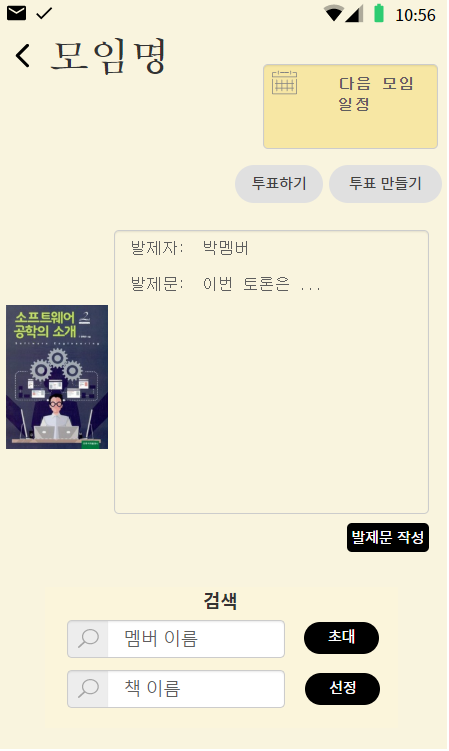 10:56
모임명
다음 모임
일정
투표하기
투표 만들기
발제자: 박멤버
발제문: 이번 토론은 ...
소프트웨어
공학의 소개
Software Engineering
발제문 작성
검색
멤버 이름
초대
책 이름
선정